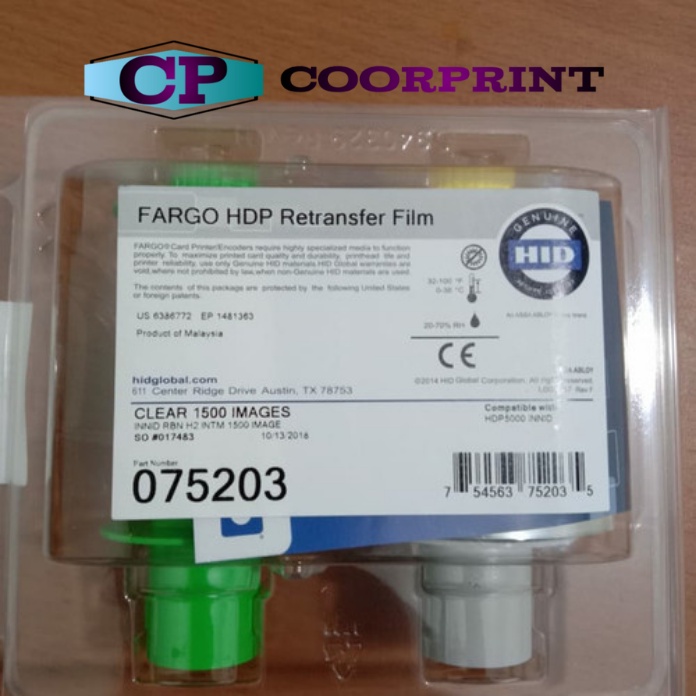 CP COORPRINT
FARGO HDP Retransfer Film
FARGO® Card Printer/Encoders require highly specialized media to function
properly. To maximize printed card quality and durability, printhead life and
printer reliability, use only Genuine HID materials. HID Global warranties are
void, where not prohibited by law, when non-Genuine HID materials are used.
The contents of this package are protected by the following United States
or foreign patents:
US 6386772 EP 1481363
Product of Malaysia
GENUINE
HID
An ASSA ABLOY
32-100 °F
0-38 °C
20-70% RH
CE
ABLOY
©2014 HID Global Corporation. All rights reserved.
Rev F
hidglobal.com
611 Center Ridge Drive Austin, TX 78753
CLEAR 1500 IMAGES
INNID RBN H2 INTM 1500 IMAGE
SO #017483 10/13/2018
Compatible with
HDP5000 INNID
Part Number
075203
7 54563 75203 5